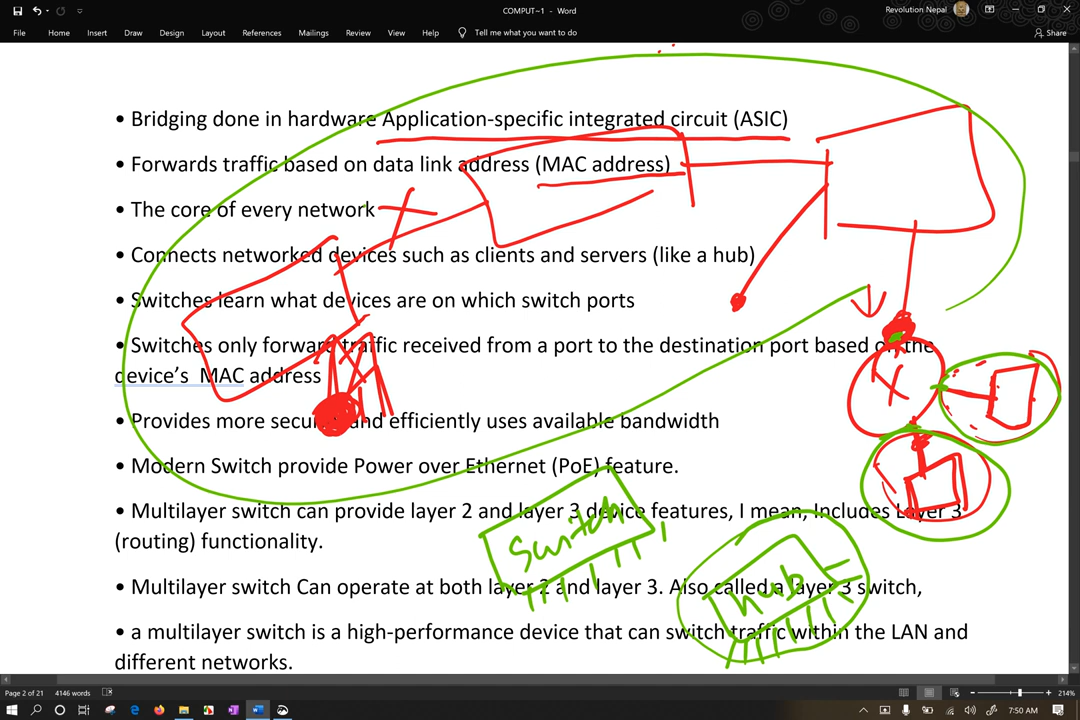 COMPUT~1 - Word
Revolution Nepal
File Home Insert Draw Design Layout References Mailings Review View Help Tell me what you want to do Share
• Bridging done in hardware Application-specific integrated circuit (ASIC)
• Forwards traffic based on data link address (MAC address)
• The core of every network
• Connects networked devices such as clients and servers (like a hub)
• Switches learn what devices are on which switch ports
• Switches only forward traffic received from a port to the destination port based on the
device's MAC address
• Provides more security and efficiently uses available bandwidth
• Modern Switch provide Power over Ethernet (PoE) feature.
• Multilayer switch can provide layer 2 and layer 3 device features, I mean, Includes Layer 3
(routing) functionality.
Switch
• Multilayer switch Can operate at both layer 2 and layer 3. Also called a layer 3 switch,
hub
• a multilayer switch is a high-performance device that can switch traffic within the LAN and
different networks.
Page 2 of 21 4146 words
214%
7:50 AM